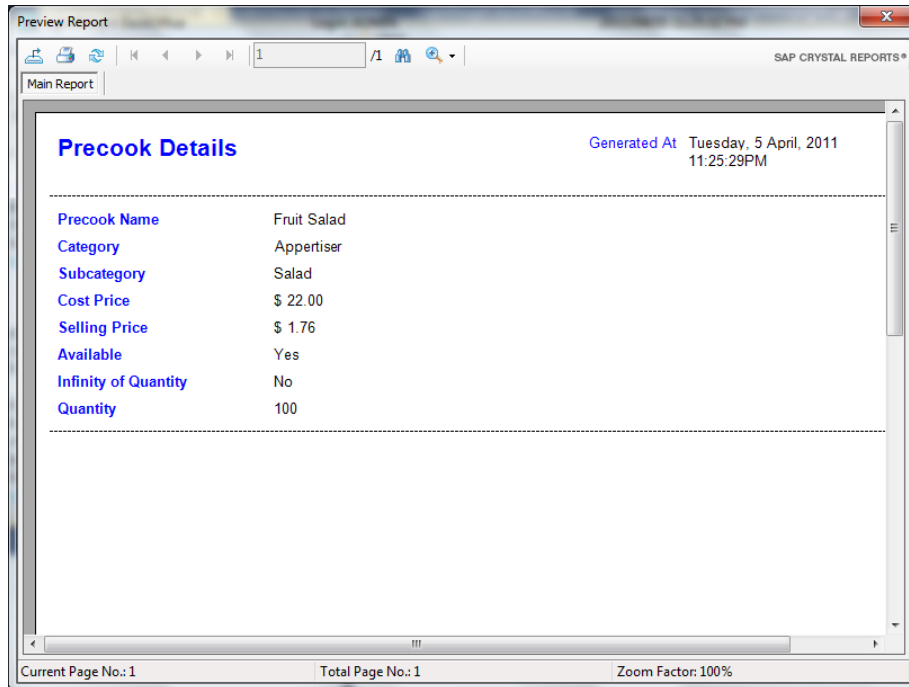 Preview Report
1 /1
SAP CRYSTAL REPORTS®
Main Report
Precook Details
Generated At Tuesday, 5 April, 2011
11:25:29PM
Precook Name Fruit Salad
Category Appertiser
Subcategory Salad
Cost Price $ 22.00
Selling Price $ 1.76
Available Yes
Infinity of Quantity No
Quantity 100
Current Page No.: 1 Total Page No.: 1 Zoom Factor: 100%